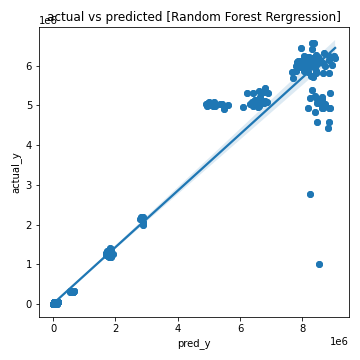 actual vs predicted [Random Forest Rergression]
1e6
6
5
4
3
2
1
0
actual_y
0
2
4
6
8
pred_y
1e6